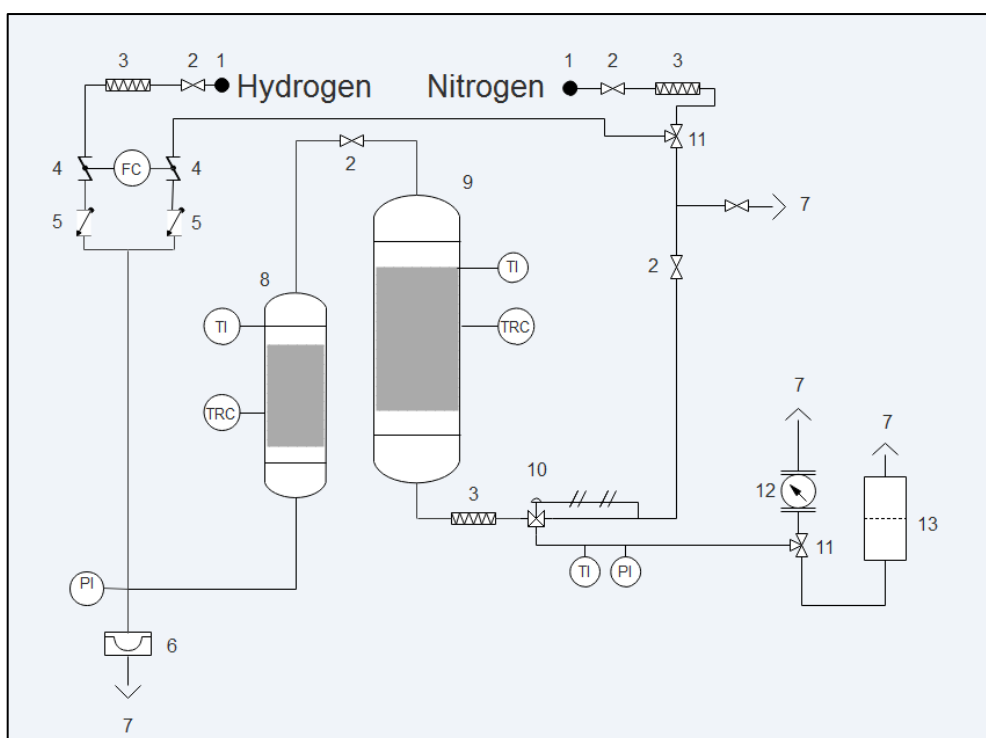 3 2 1 Hydrogen Nitrogen 1 2 3
11
4 FC 4 2
9
5 5 7
8 TI 2
TI
TRC
7
TRC 7
10
3 12 13
11
TI PI
PI
6
7